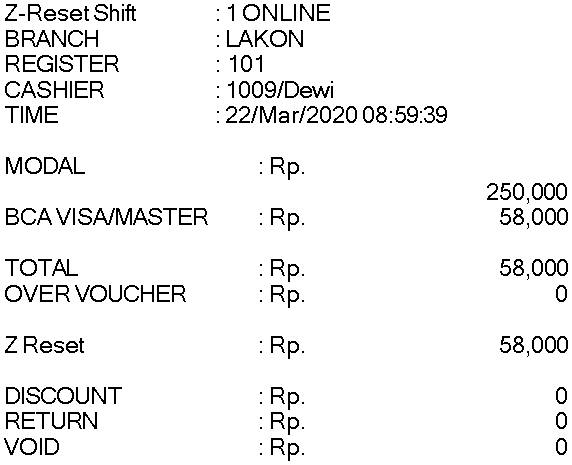 Z-Reset Shift : 1 ONLINE
BRANCH : LAKON
REGISTER : 101
CASHIER : 1009/Dewi
TIME : 22/Mar/2020 08:59:39
MODAL : Rp.
250,000
BCA VISA/MASTER : Rp. 58,000
TOTAL : Rp. 58,000
OVER VOUCHER : Rp. 0
Z Reset : Rp. 58,000
DISCOUNT : Rp. 0
RETURN : Rp. 0
VOID : Rp. 0